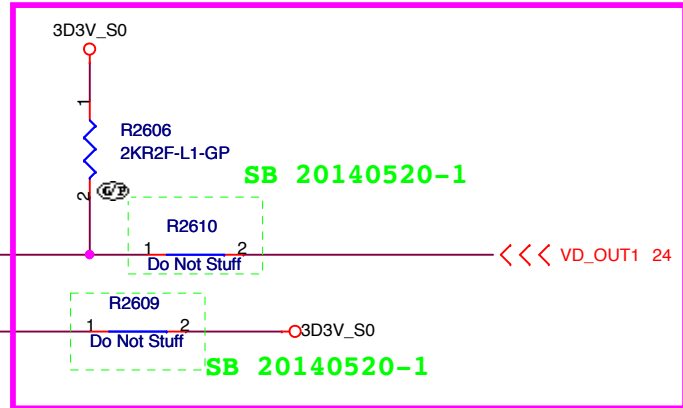 3D3V_S0
1
R2606
2KR2F-L1-GP
2
G/P
SB 20140520-1
R2610
1 2
Do Not Stuff
VD_OUT1 24
R2609
1 2
3D3V_S0
Do Not Stuff
SB 20140520-1